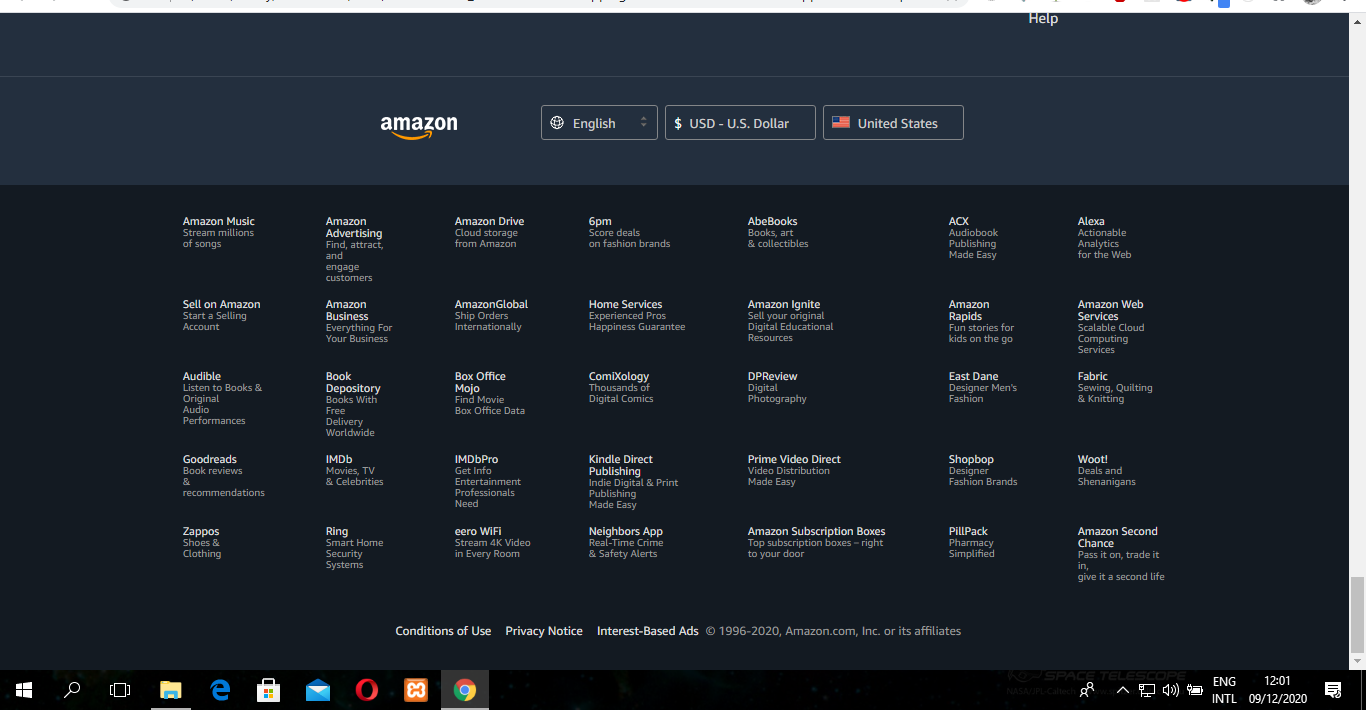 Help
amazon
English
$ USD - U.S. Dollar
United States
Amazon Music
Stream millions
of songs
Amazon
Advertising
Find, attract,
and
engage
customers
Amazon Drive
Cloud storage
from Amazon
6pm
Score deals
on fashion brands
AbeBooks
Books, art
& collectibles
ACX
Audiobook
Publishing
Made Easy
Alexa
Actionable
Analytics
for the Web
Sell on Amazon
Start a Selling
Account
Amazon
Business
Everything For
Your Business
AmazonGlobal
Ship Orders
Internationally
Home Services
Experienced Pros
Happiness Guarantee
Amazon Ignite
Sell your original
Digital Educational
Resources
Amazon
Rapids
Fun stories for
kids on the go
Amazon Web
Services
Scalable Cloud
Computing
Services
Audible
Listen to Books &
Original
Audio
Performances
Book
Depository
Books With
Free
Delivery
Worldwide
Box Office
Mojo
Find Movie
Box Office Data
ComiXology
Thousands of
Digital Comics
DPReview
Digital
Photography
East Dane
Designer Men's
Fashion
Fabric
Sewing, Quilting
& Knitting
Goodreads
Book reviews
&
recommendations
IMDb
Movies, TV
& Celebrities
IMDbPro
Get Info
Entertainment
Professionals
Need
Kindle Direct
Publishing
Indie Digital & Print
Publishing
Made Easy
Prime Video Direct
Video Distribution
Made Easy
Shopbop
Designer
Fashion Brands
Woot!
Deals and
Shenanigans
Zappos
Shoes &
Clothing
Ring
Smart Home
Security
Systems
eero WiFi
Stream 4K Video
in Every Room
Neighbors App
Real-Time Crime
& Safety Alerts
Amazon Subscription Boxes
Top subscription boxes – right
to your door
PillPack
Pharmacy
Simplified
Amazon Second
Chance
Pass it on, trade it
in,
give it a second life
Conditions of Use Privacy Notice Interest-Based Ads © 1996-2020, Amazon.com, Inc. or its affiliates
SPACE TELESCOPE
NASA/JPL-Caltech
ENG
INTL
12:01
09/12/2020